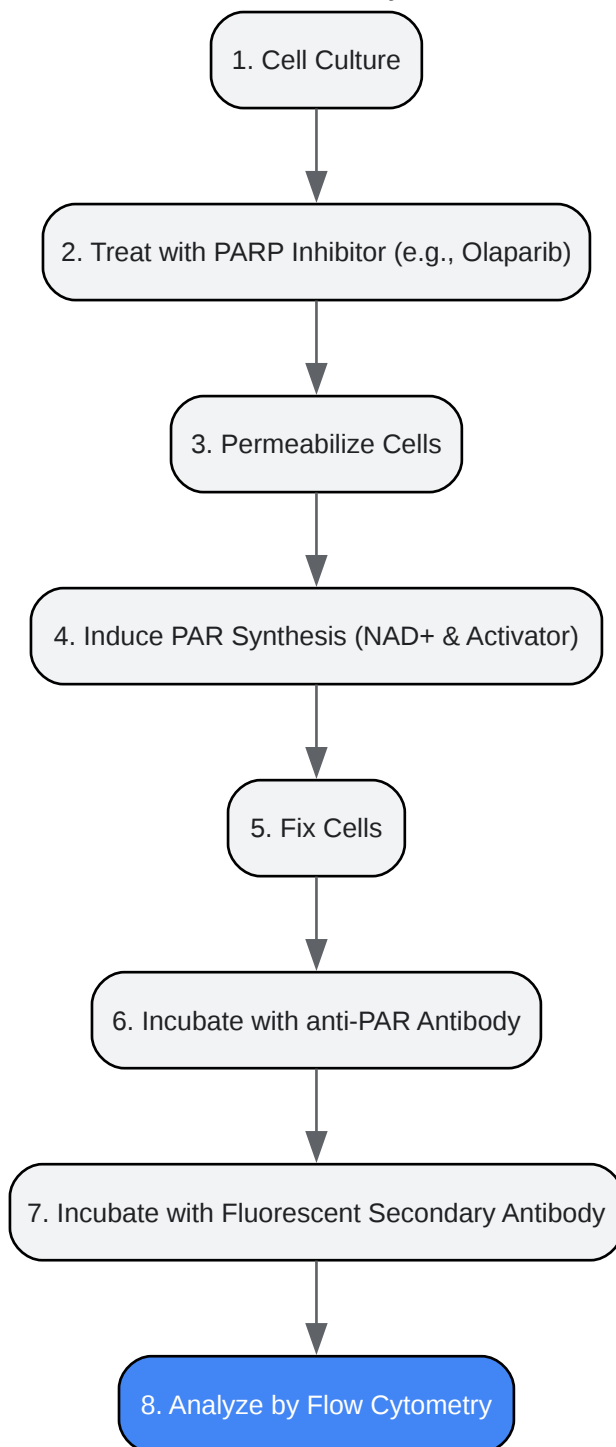 1. Cell Culture
2. Treat with PARP Inhibitor (e.g., Olaparib)
3. Permeabilize Cells
4. Induce PAR Synthesis (NAD+ & Activator)
5. Fix Cells
6. Incubate with anti-PAR Antibody
7. Incubate with Fluorescent Secondary Antibody
8. Analyze by Flow Cytometry